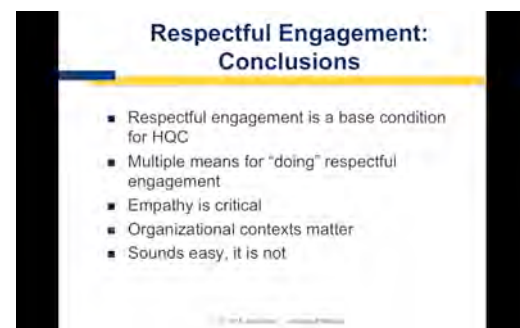 Respectful Engagement:
Conclusions
■ Respectful engagement is a base condition
for HQC
■ Multiple means for "doing" respectful
engagement
■ Empathy is critical
■ Organizational contexts matter
■ Sounds easy, it is not